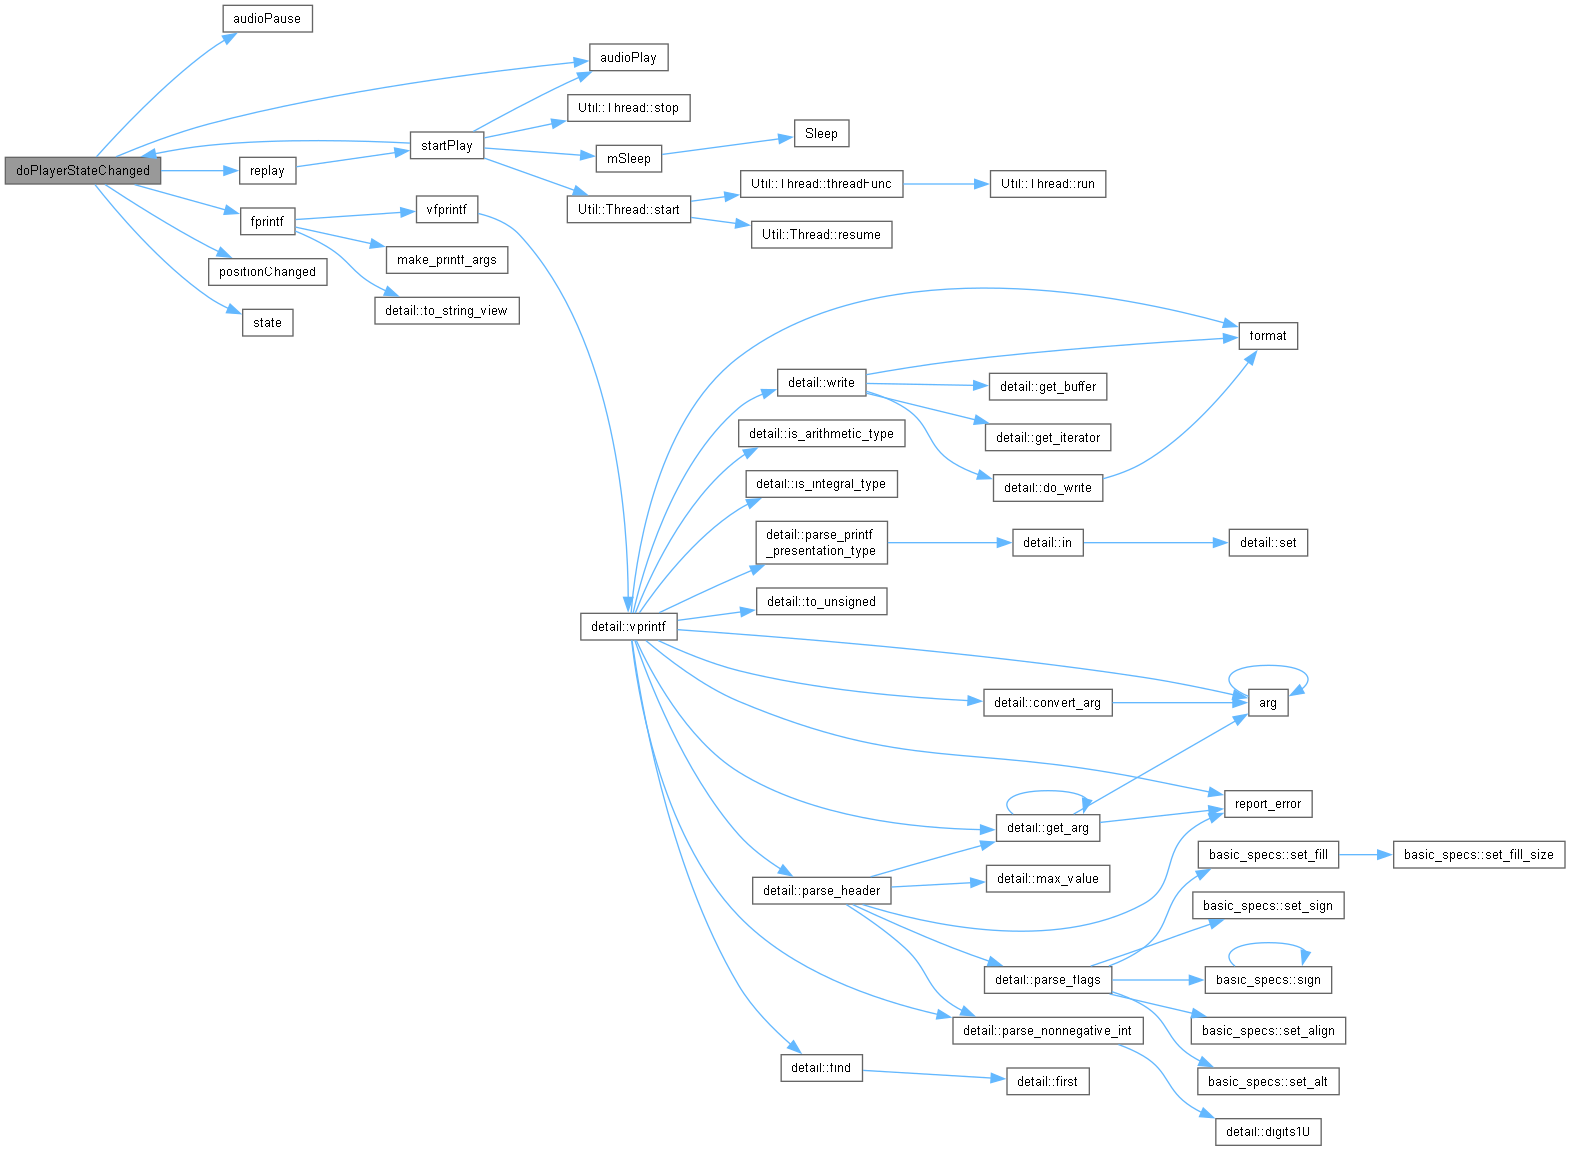 audioPause
audioPlay
Util::Thread::stop
Sleep
startPlay
mSleep
doPlayerStateChanged
replay
Util::Thread::threadFunc
Util::Thread::run
Util::Thread::start
vfprintf
fprintf
Util::Thread::resume
make_printf_args
positionChanged
detail::to_string_view
state
format
detail::write
detail::get_buffer
detail::is_arithmetic_type
detail::get_iterator
detail::is_integral_type
detail::do_write
detail::parse_printf
_presentation_type
detail::in
detail::set
detail::to_unsigned
detail::vprintf
detail::convert_arg
arg
report_error
detail::get_arg
basic_specs::set_fill
basic_specs::set_fill_size
detail::max_value
detail::parse_header
basic_specs::set_sign
detail::parse_flags
basic_specs::sign
detail::parse_nonnegative_int
basic_specs::set_align
detail::find
detail::first
basic_specs::set_alt
detail::digits10